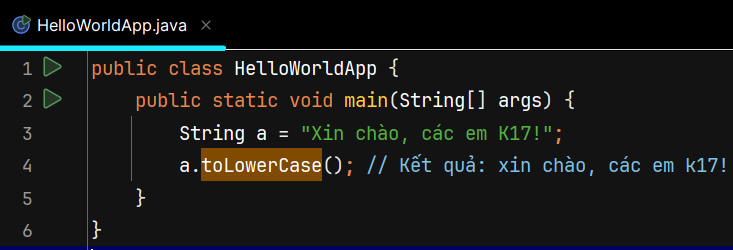 HelloWorldApp.java
1 public class HelloWorldApp {
2 public static void main(String[] args) {
3 String a = "Xin chào, các em K17!";
4 a.toLowerCase(); // Kết quả: xin chào, các em k17!
5 }
6 }